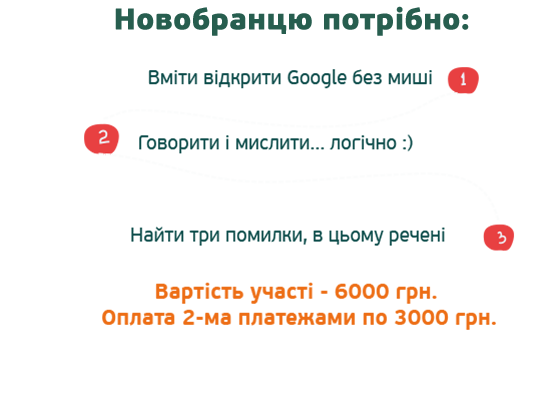 Новобранцю потрібно:
Вміти відкрити Google без миші
1
2
Говорити і мислити... логічно :)
Найти три помилки, в цьому речені
3
Вартість участі - 6000 грн.
Оплата 2-ма платежами по 3000 грн.